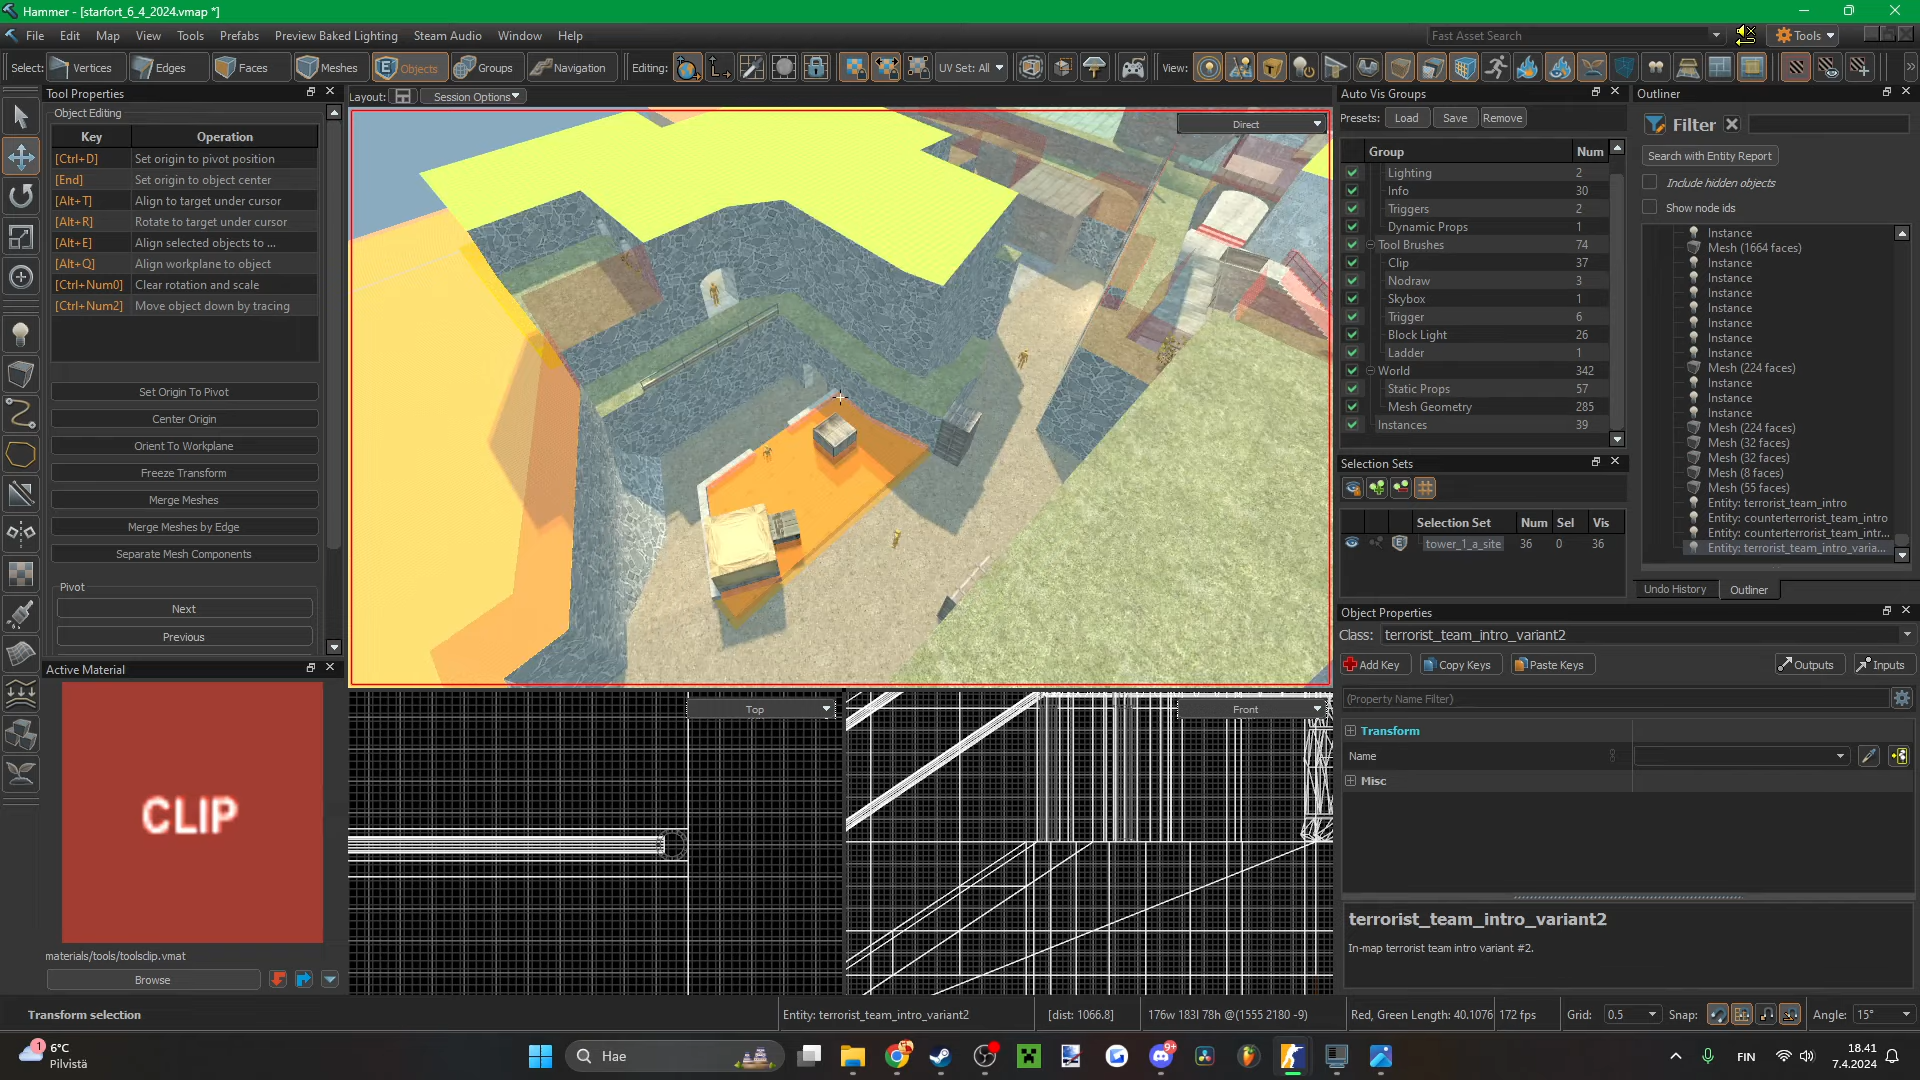 Hammer - [starfort_6_4_2024.vmap *]
File Edit Map View Tools Prefabs Preview Baked Lighting Steam Audio Window Help
Fast Asset Search
Tools
Select: Vertices Edges Faces Meshes Objects Groups Navigation Editing: UV Set: All View:
Tool Properties
Object Editing
Key Operation
[Ctrl+D] Set origin to pivot position
[End] Set origin to object center
[Alt+T] Align to target under cursor
[Alt+R] Rotate to target under cursor
[Alt+E] Align selected objects to ...
[Alt+Q] Align workplane to object
[Ctrl+Num0] Clear rotation and scale
[Ctrl+Num2] Move object down by tracing
Set Origin To Pivot
Center Origin
Orient To Workplane
Freeze Transform
Merge Meshes
Merge Meshes by Edge
Separate Mesh Components
Pivot
Next
Previous
Active Material
CLIP
materials/tools/toolsclip.vmat
Browse
Layout: Session Options
Direct
Top
Front
Auto Vis Groups
Presets: Load Save Remove
Group Num
Lighting 2
Info 30
Triggers 2
Dynamic Props 1
Tool Brushes 74
Clip 37
Nodraw 3
Skybox 1
Trigger 6
Block Light 26
Ladder 1
World 342
Static Props 57
Mesh Geometry 285
Instances 39
Selection Sets
Selection Set Num Sel Vis
tower_1_a_site 36 0 36
Outliner
Filter
Search with Entity Report
Include hidden objects
Show node ids
Instance
Mesh (1664 faces)
Instance
Instance
Instance
Instance
Instance
Instance
Instance
Mesh (224 faces)
Instance
Instance
Instance
Mesh (224 faces)
Mesh (32 faces)
Mesh (32 faces)
Mesh (8 faces)
Mesh (55 faces)
Entity: terrorist_team_intro
Entity: counterterrorist_team_intro
Entity: counterterrorist_team_intr...
Entity: terrorist_team_intro_varia...
Undo History Outliner
Object Properties
Class: terrorist_team_intro_variant2
Add Key Copy Keys Paste Keys Outputs Inputs
(Property Name Filter)
Transform
Name
Misc
terrorist_team_intro_variant2
In-map terrorist team intro variant #2.
Transform selection
Entity: terrorist_team_intro_variant2
[dist: 1066.8]
176w 183l 78h @(1555 2180 -9)
Red, Green Length: 40.1076
172 fps
Grid: 0.5
Snap:
Angle: 15°
1
6°C
Pilvistä
Hae
9+
FIN
18.41
7.4.2024